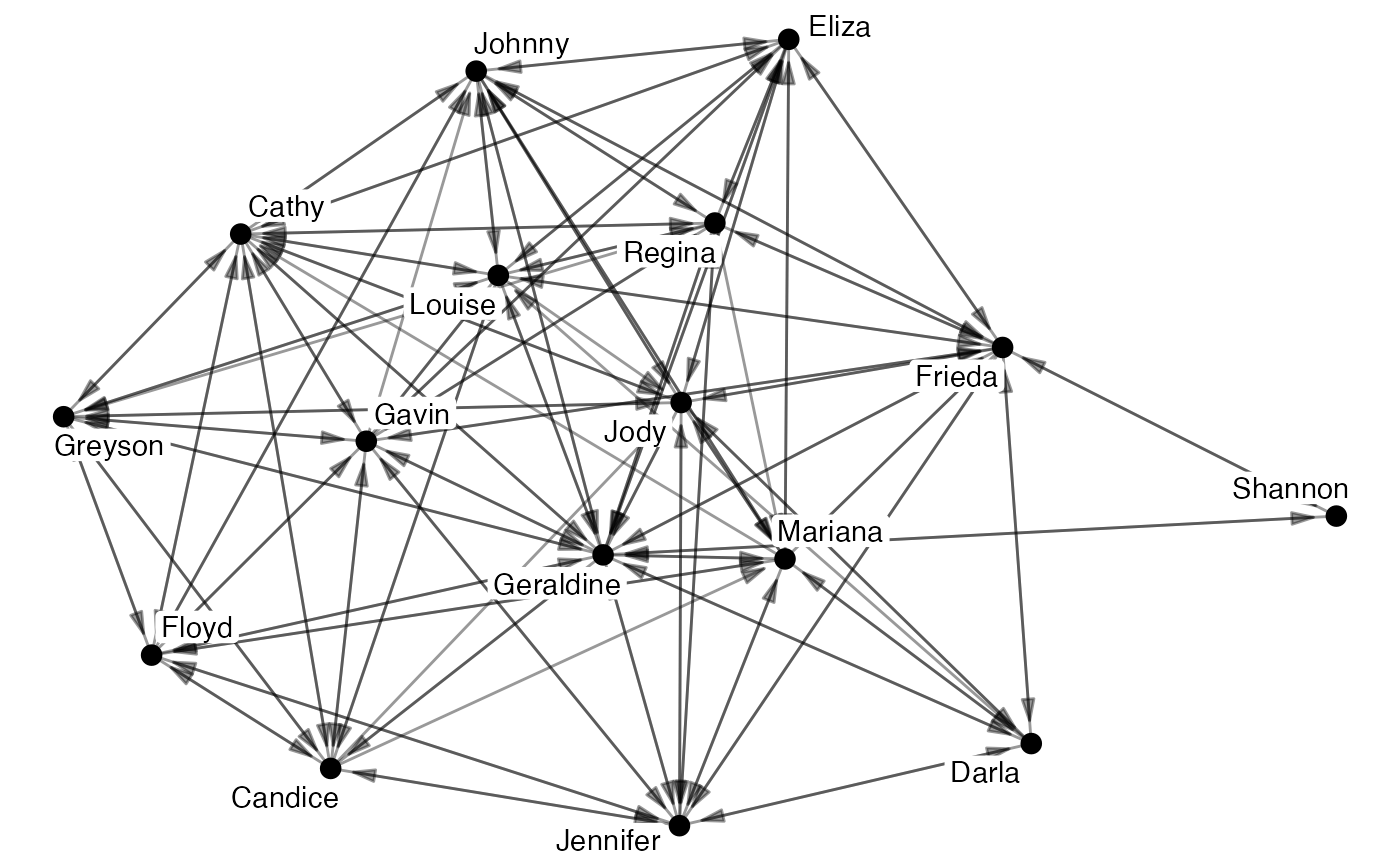 Eliza
Johnny
Cathy
Regina
Louise
Frieda
Gavin
Jody
Greyson
Shannon
Mariana
Geraldine
Floyd
Darla
Candice
Jennifer